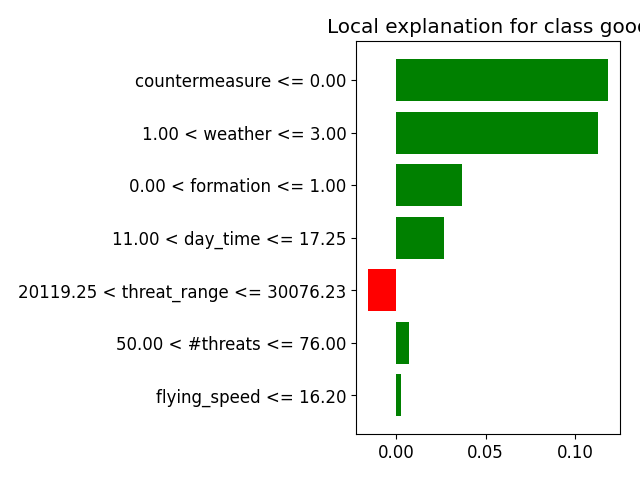 Local explanation for class good
countermeasure <= 0.00
1.00 < weather <= 3.00
0.00 < formation <= 1.00
11.00 < day_time <= 17.25
20119.25 < threat_range <= 30076.23
50.00 < #threats <= 76.00
flying_speed <= 16.20
0.00 0.05 0.10